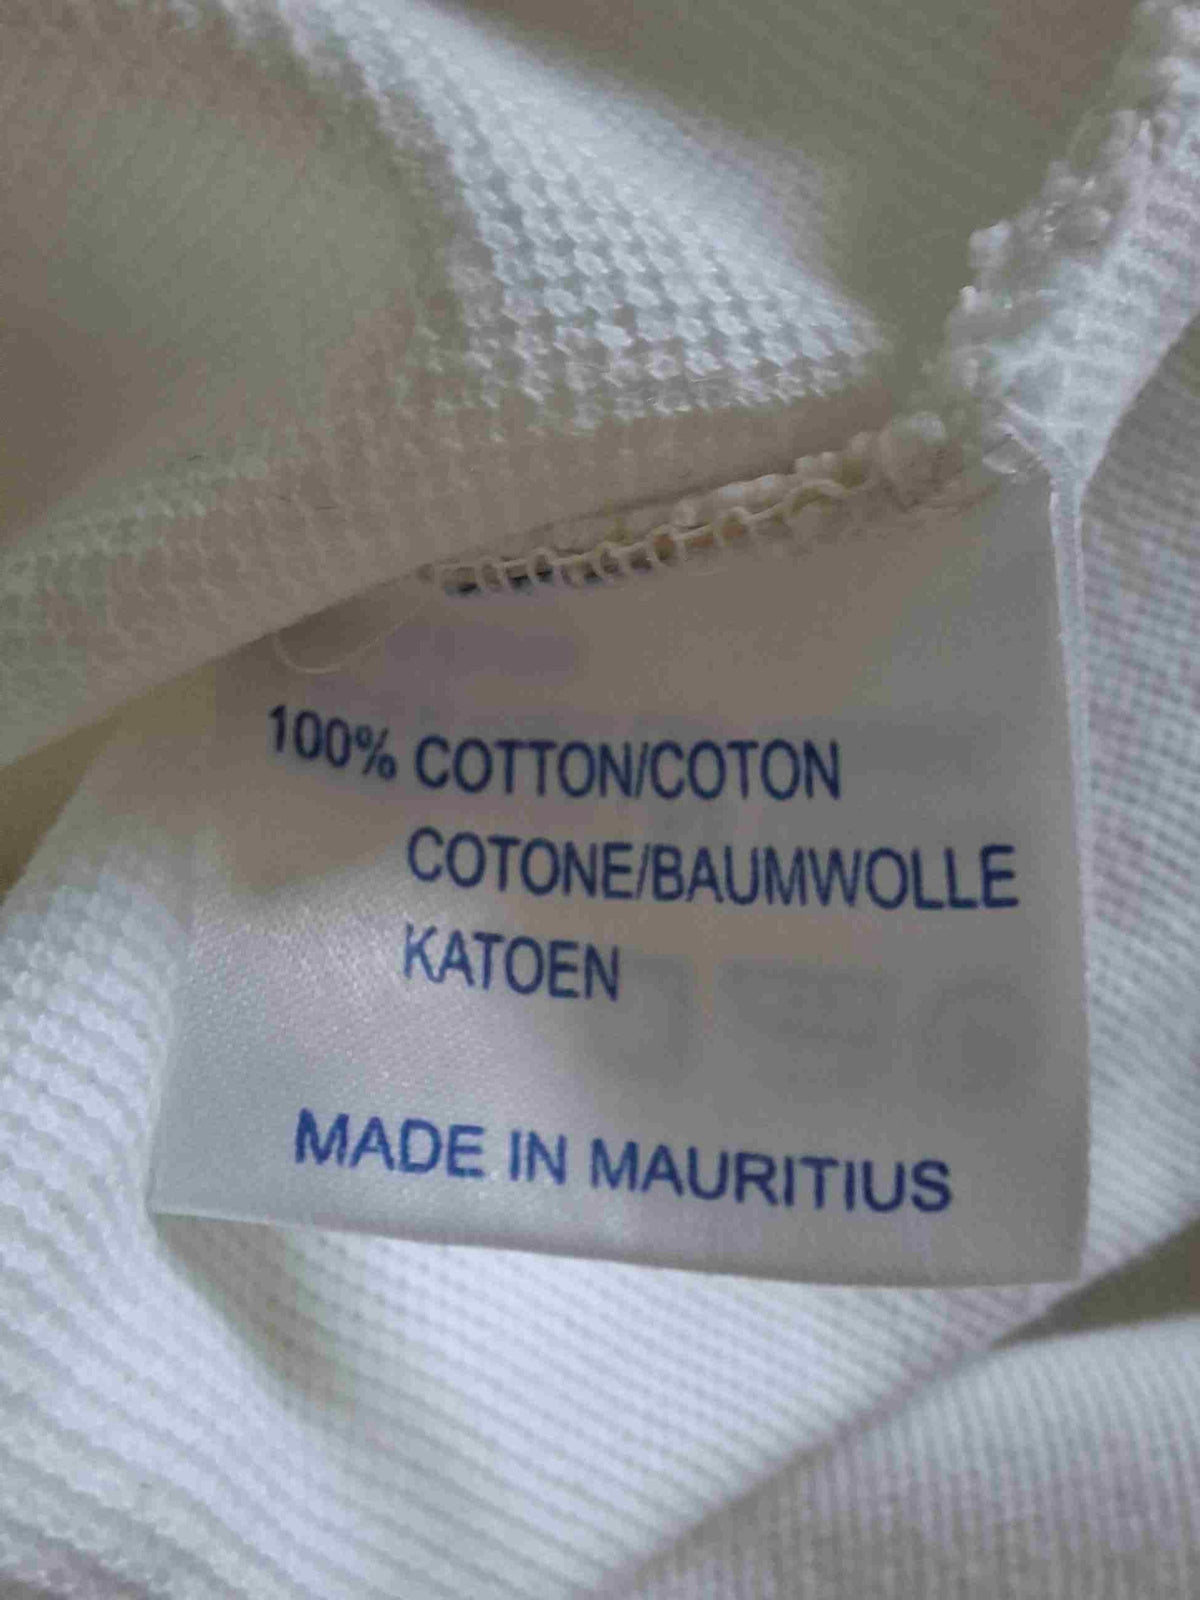 100% COTTON/COTON
COTONE/BAUMWOLLE
KATOEN
MADE IN MAURITIUS